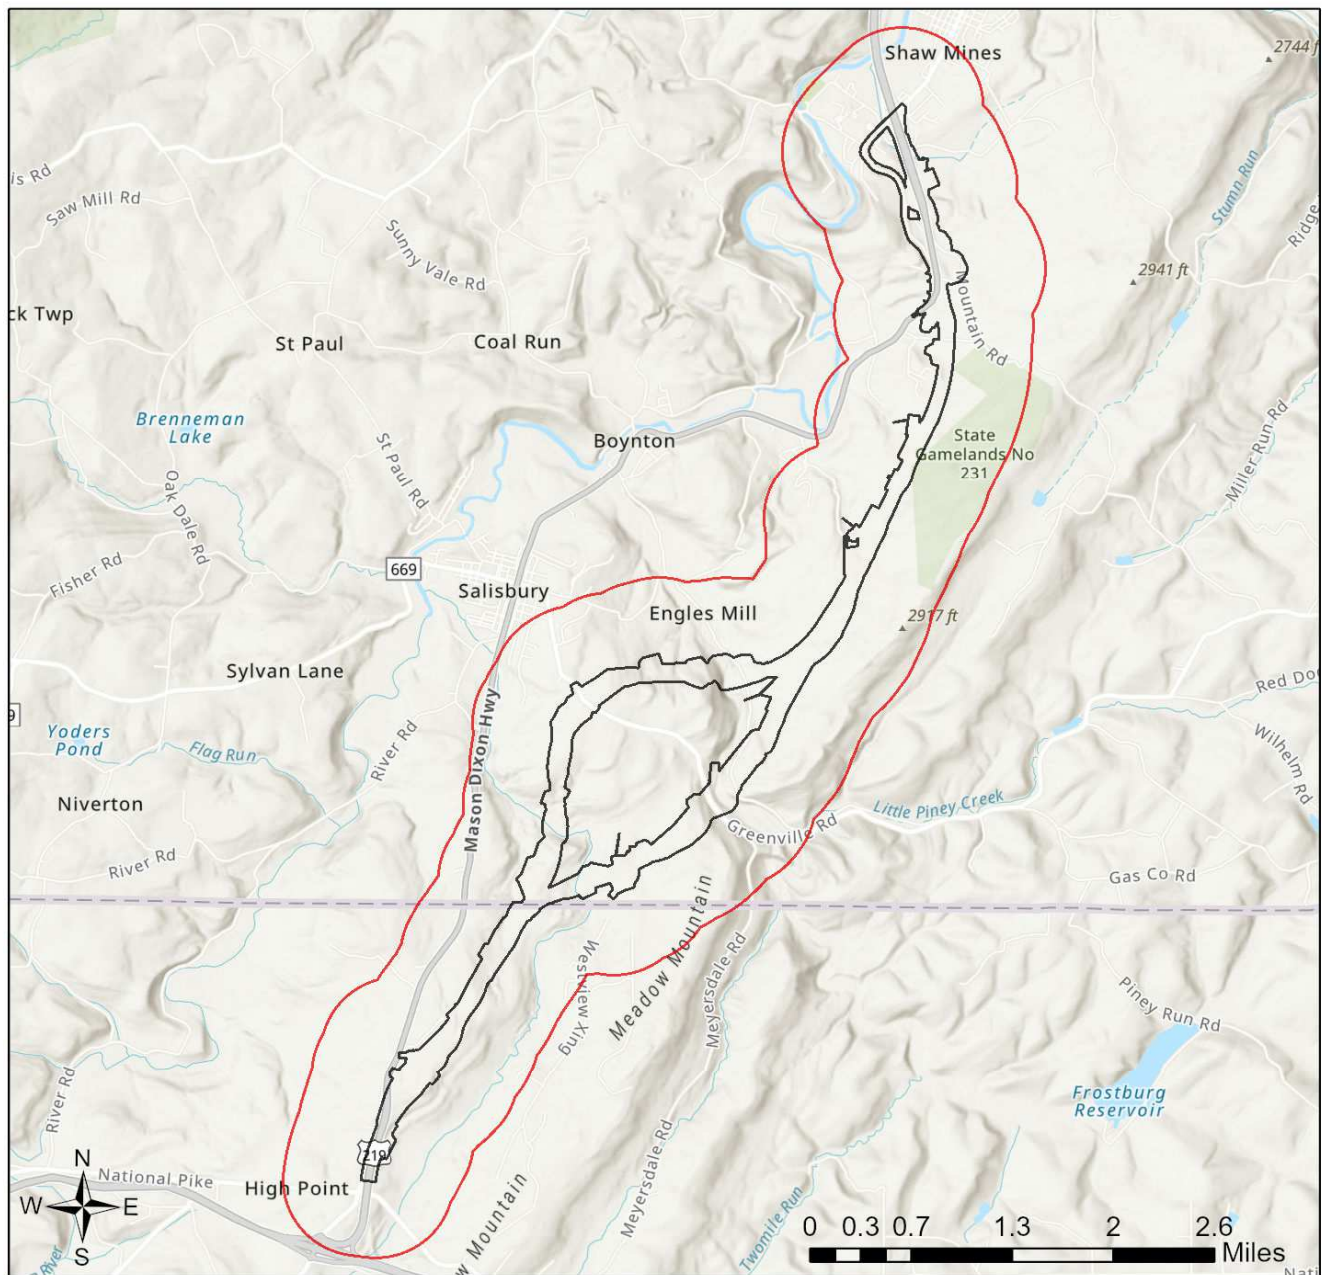 Shaw Mines
2744 f
is Rd
Saw Mill Rd
Stumn Run
Ridge
Sunny Vale Rd
2941 ft
Mountain Rd
ck Twp
St Paul
Coal Run
Brenneman
Lake
St Paul Rd
Boynton
State
Gamelands No
231
Miller Run Rd
Oak Dale Rd
Fisher Rd
669
Salisbury
Engles Mill
2917 ft
Sylvan Lane
Red Do
9
Yoders
Pond
Flag Run
River Rd
Mason Dixon Hwy
Wilhelm Rd
Niverton
Little Piney Creek
Greenville Rd
River Rd
Gas Co Rd
Meadow Mountain
Westview Xing
Meyersdale Rd
Piney Run Rd
River Rd
Frostburg
Reservoir
219
N
W E
S
National Pike
High Point
w Mountain
Meyersdale Rd
Twomile Run
River
0 0.3 0.7 1.3 2 2.6
Miles
Nati